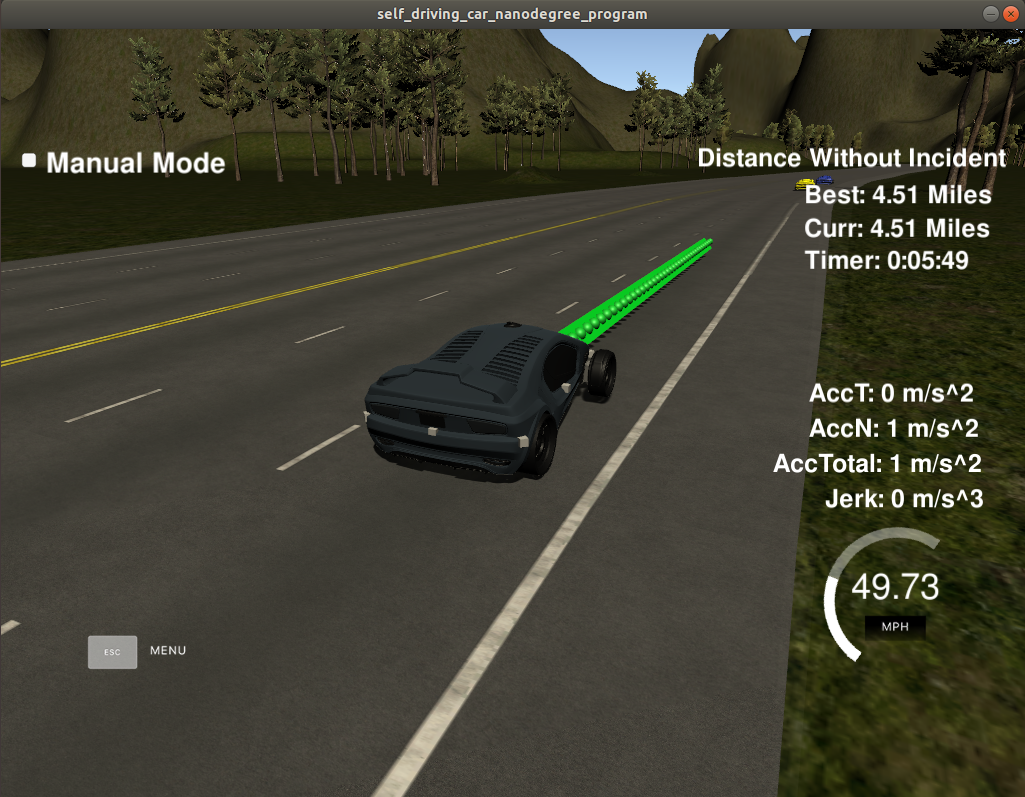 self_driving_car_nanodegree_program
Manual Mode
Distance Without Incident
Best: 4.51 Miles
Curr: 4.51 Miles
Timer: 0:05:49
AccT: 0 m/s^2
AccN: 1 m/s^2
AccTotal: 1 m/s^2
Jerk: 0 m/s^3
49.73
MPH
ESC MENU